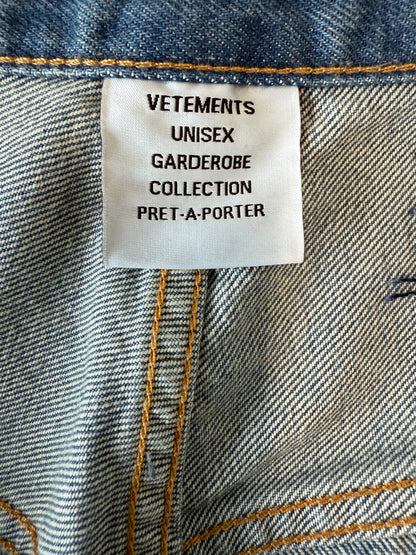 VETEMENTS
UNISEX
GARDEROBE
COLLECTION
PRET-A-PORTER